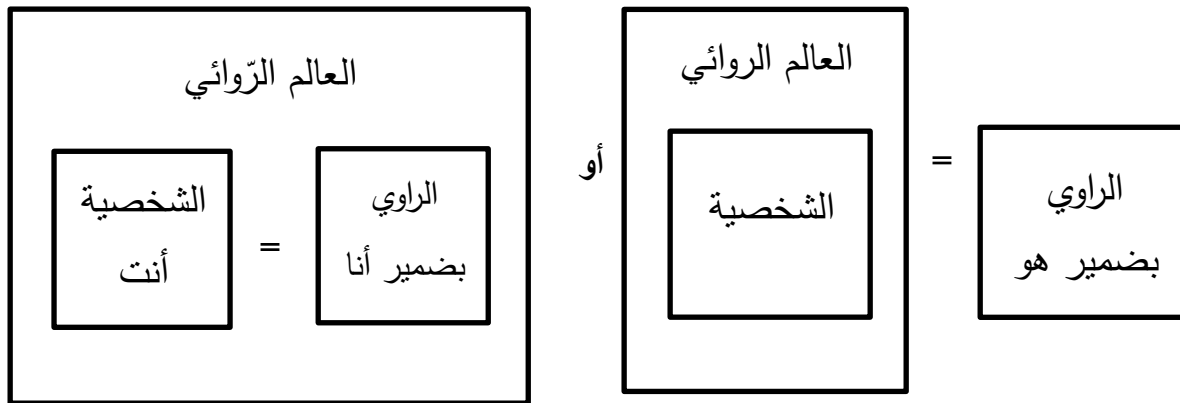 الراوي
بضمير هو
=
العالم الروائي
الشخصية
أو
العالم الرّوائي
الراوي
بضمير أنا
=
الشخصية
أنت